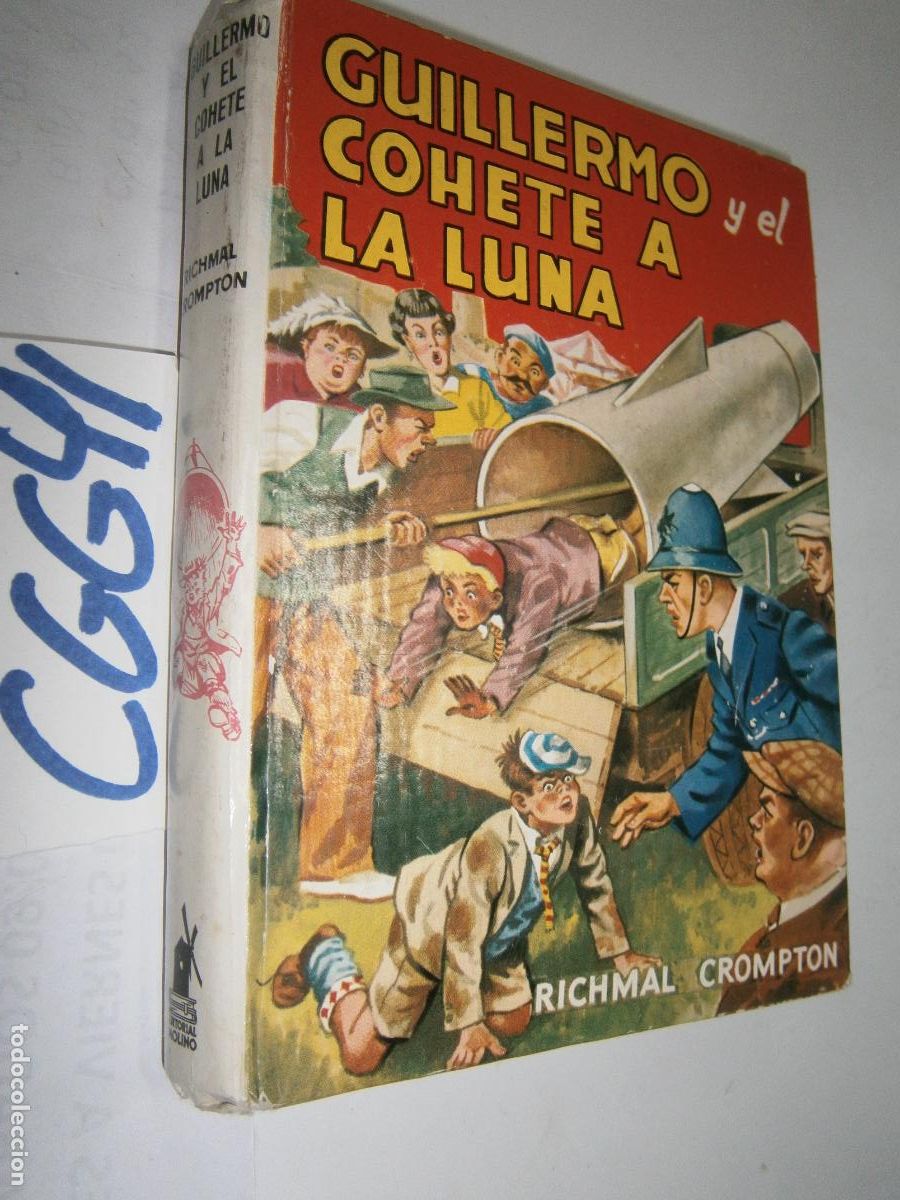 GUILLERMO
Y EL
COHETE
A LA
LUNA
RICHMAL
CROMPTON
EDITORIAL
MOLINO
GUILLERMO
y el
COHETE A
LA LUNA
RICHMAL CROMPTON
CGG41
todocoleccion